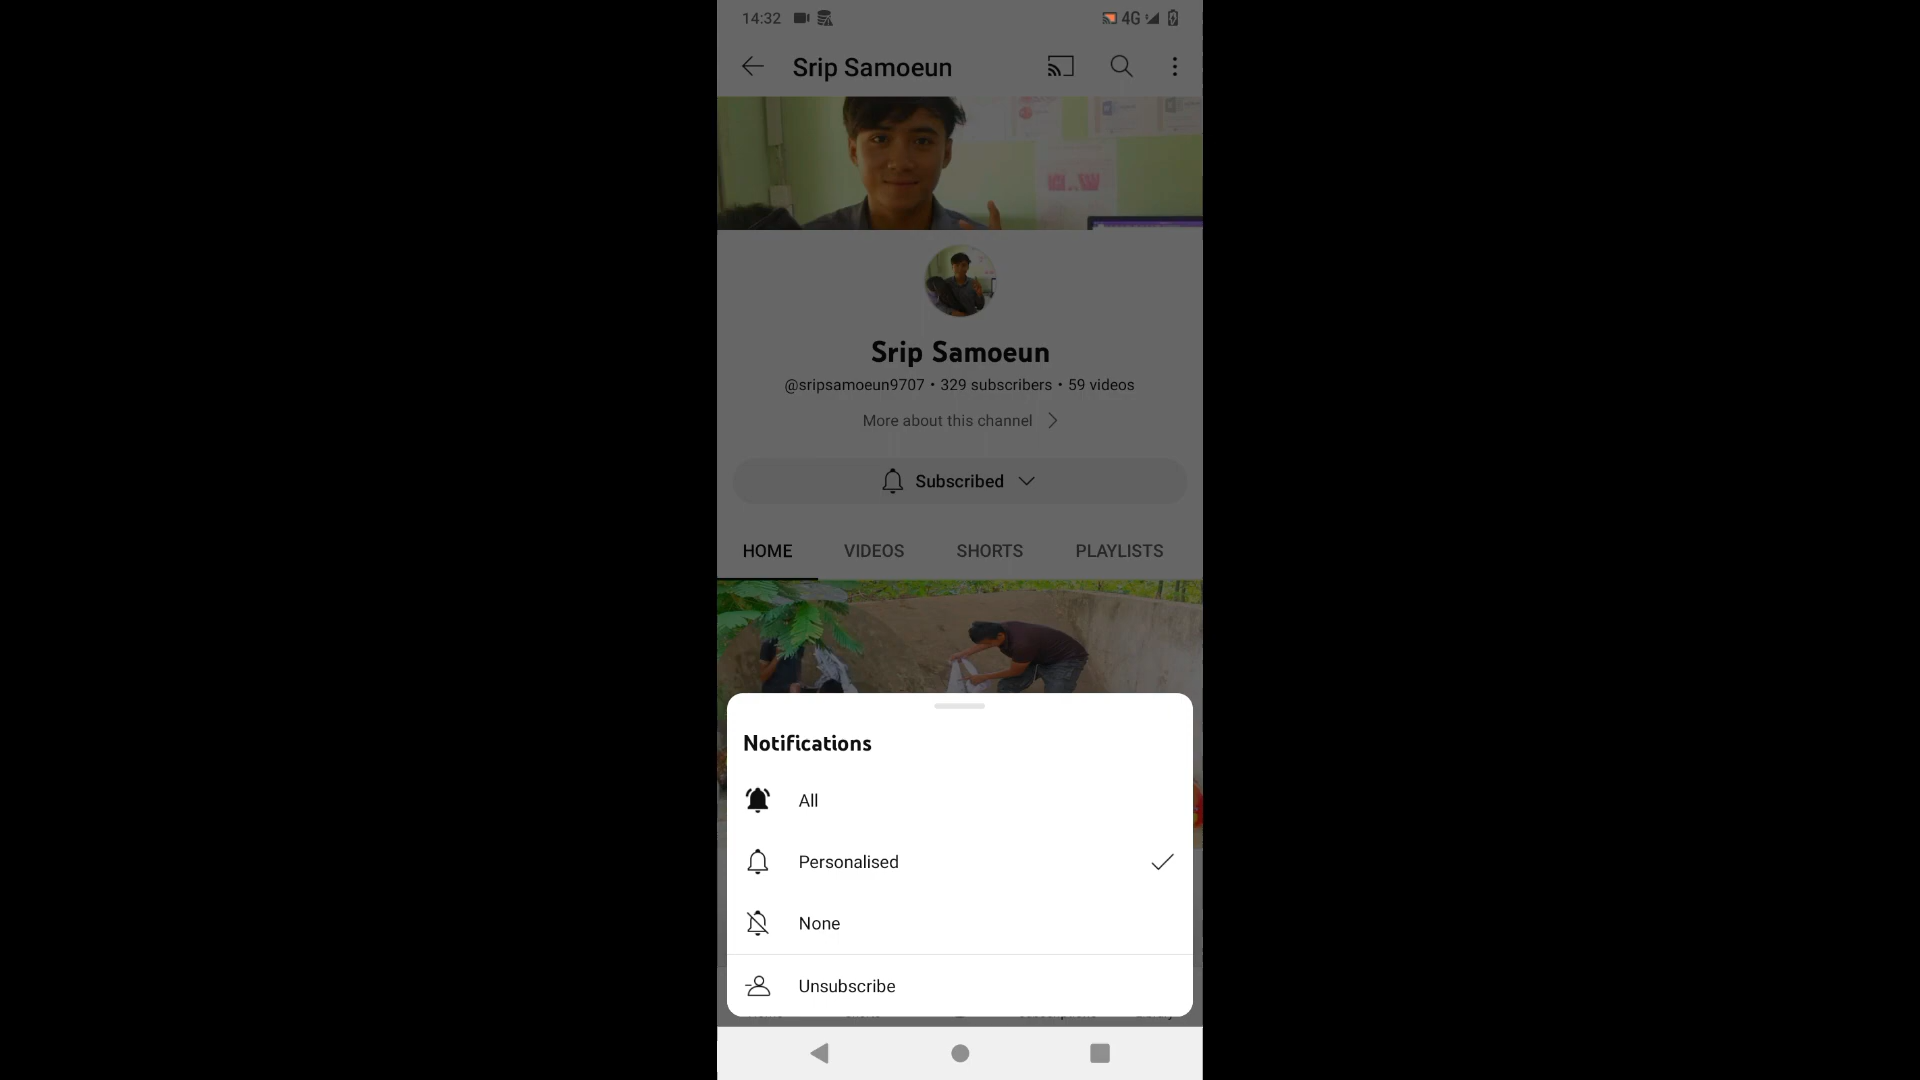 14:32 4G
Srip Samoeun
Srip Samoeun
@sripsamoeun9707 • 329 subscribers • 59 videos
More about this channel
Subscribed
HOME VIDEOS SHORTS PLAYLISTS
Notifications
All
Personalised
None
Unsubscribe